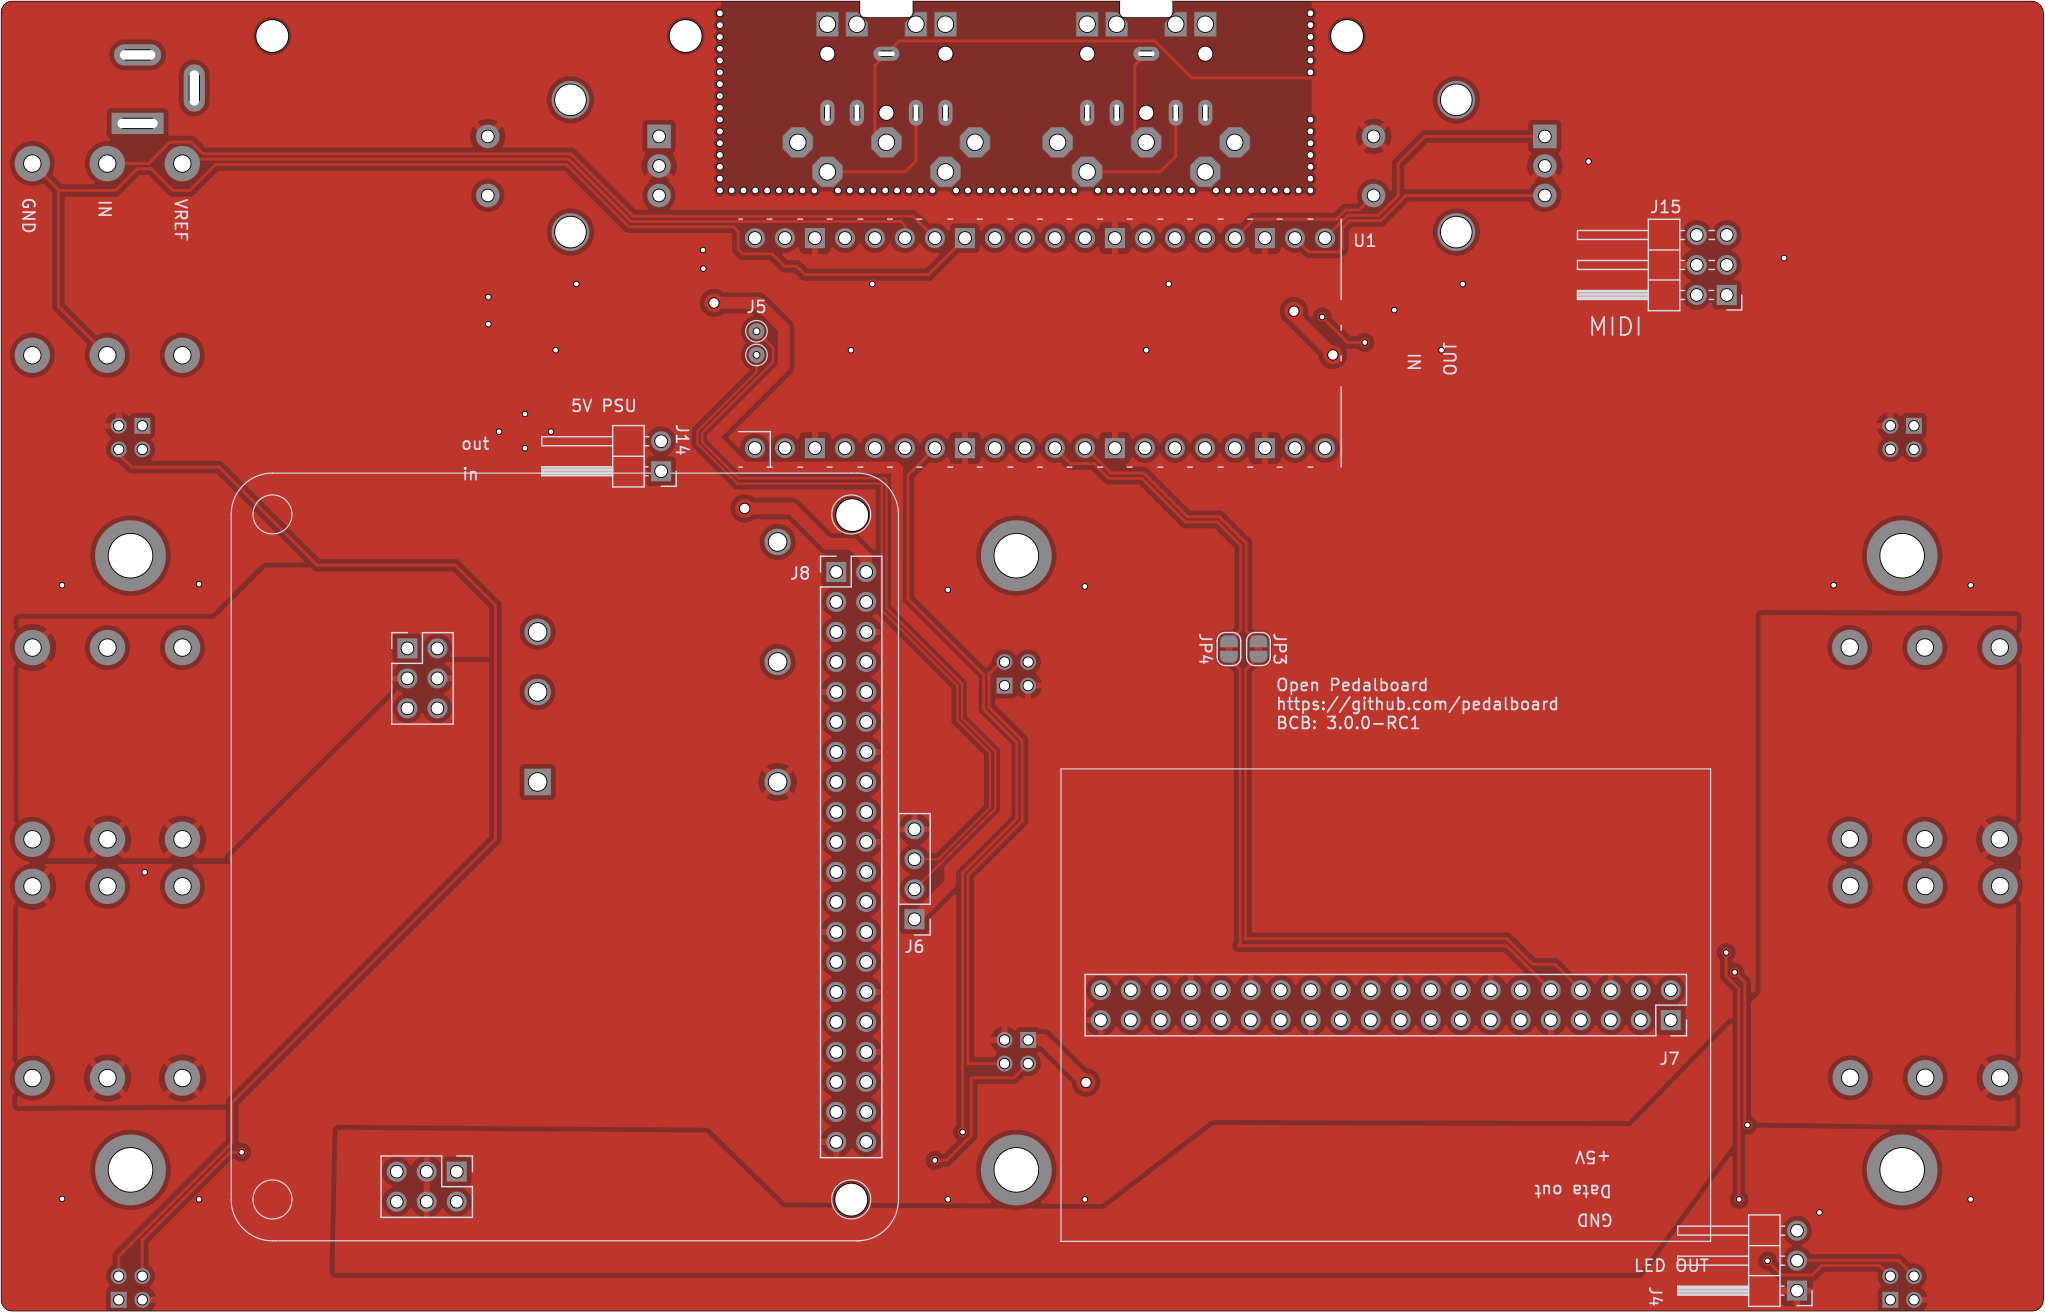 GND
IN
VREF
J15
U1
MIDI
J5
IN
OUT
5V PSU
out
in
J14
J8
JP4
JP3
Open Pedalboard
https://github.com/pedalboard
BCB: 3.0.0-RC1
J6
J7
+5V
Data out
GND
LED OUT
J4